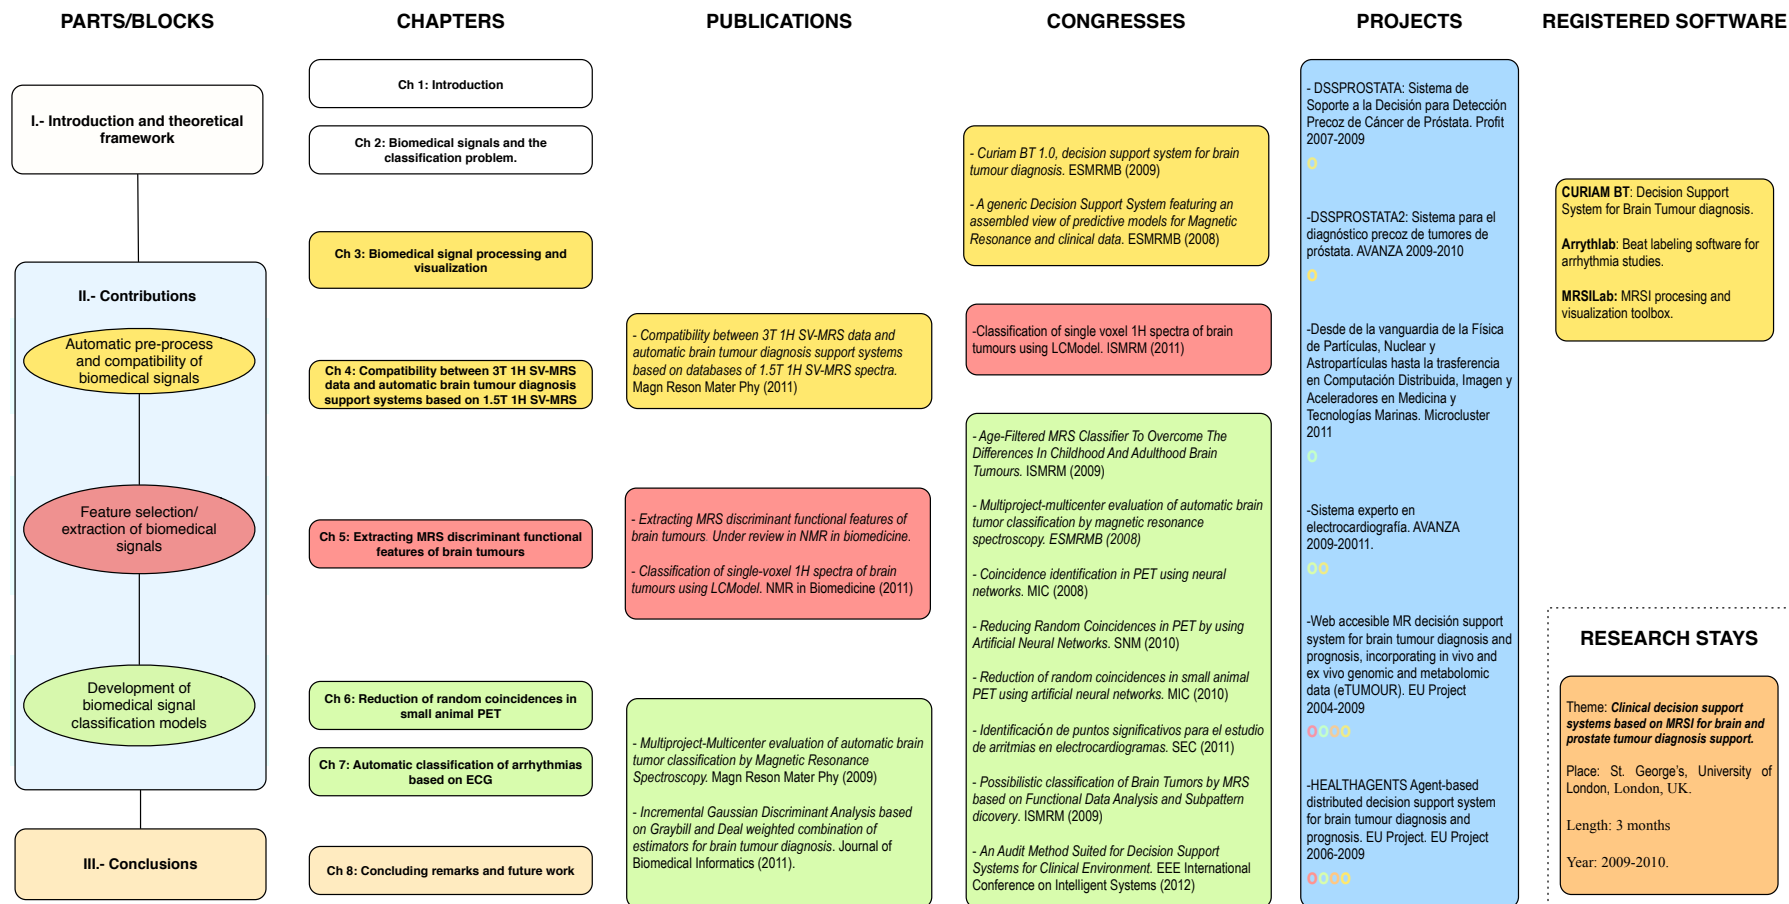 PARTS/BLOCKS
CHAPTERS
PUBLICATIONS
CONGRESSES
PROJECTS
REGISTERED SOFTWARE
I.- Introduction and theoretical
framework
II.- Contributions
Automatic pre-process
and compatibility of
biomedical signals
Feature selection/
extraction of biomedical
signals
Development of
biomedical signal
classification models
III.- Conclusions
Ch 1: Introduction
Ch 2: Biomedical signals and the
classification problem.
Ch 3: Biomedical signal processing and
visualization
Ch 4: Compatibility between 3T 1H SV-MRS
data and automatic brain tumour diagnosis
support systems based on 1.5T 1H SV-MRS
Ch 5: Extracting MRS discriminant functional
features of brain tumours
Ch 6: Reduction of random coincidences in
small animal PET
Ch 7: Automatic classification of arrhythmias
based on ECG
Ch 8: Concluding remarks and future work
- Compatibility between 3T 1H SV-MRS data and
automatic brain tumour diagnosis support systems
based on databases of 1.5T 1H SV-MRS spectra.
Magn Reson Mater Phy (2011)
- Extracting MRS discriminant functional features of
brain tumours. Under review in NMR in biomedicine.
- Classification of single-voxel 1H spectra of brain
tumours using LCModel. NMR in Biomedicine (2011)
- Multiproject-Multicenter evaluation of automatic brain
tumor classification by Magnetic Resonance
Spectroscopy. Magn Reson Mater Phy (2009)
- Incremental Gaussian Discriminant Analysis based
on Graybill and Deal weighted combination of
estimators for brain tumour diagnosis. Journal of
Biomedical Informatics (2011).
- Curiam BT 1.0, decision support system for brain
tumour diagnosis. ESMRMB (2009)
- A generic Decision Support System featuring an
assembled view of predictive models for Magnetic
Resonance and clinical data. ESMRMB (2008)
-Classification of single voxel 1H spectra of brain
tumours using LCModel. ISMRM (2011)
- Age-Filtered MRS Classifier To Overcome The
Differences In Childhood And Adulthood Brain
Tumours. ISMRM (2009)
- Multiproject-multicenter evaluation of automatic brain
tumor classification by magnetic resonance
spectroscopy. ESMRMB (2008)
- Coincidence identification in PET using neural
networks. MIC (2008)
- Reducing Random Coincidences in PET by using
Artificial Neural Networks. SNM (2010)
- Reduction of random coincidences in small animal
PET using artificial neural networks. MIC (2010)
- Identificación de puntos significativos para el estudio
de arritmias en electrocardiogramas. SEC (2011)
- Possibilistic classification of Brain Tumors by MRS
based on Functional Data Analysis and Subpattern
dicovery. ISMRM (2009)
- An Audit Method Suited for Decision Support
Systems for Clinical Environment. EEE International
Conference on Intelligent Systems (2012)
- DSSPROSTATA: Sistema de
Soporte a la Decisión para Detección
Precoz de Cáncer de Próstata. Profit
2007-2009
O
-DSSPROSTATA2: Sistema para el
diagnóstico precoz de tumores de
próstata. AVANZA 2009-2010
O
-Desde de la vanguardia de la Física
de Partículas, Nuclear y
Astropartículas hasta la trasferencia
en Computación Distribuida, Imagen y
Aceleradores en Medicina y
Tecnologías Marinas. Microcluster
2011
O
-Sistema experto en
electrocardiografía. AVANZA
2009-20011.
OO
-Web accesible MR decisión support
system for brain tumour diagnosis and
prognosis, incorporating in vivo and
ex vivo genomic and metabolomic
data (eTUMOUR). EU Project
2004-2009
OOOO
-HEALTHAGENTS Agent-based
distributed decision support system
for brain tumour diagnosis and
prognosis. EU Project. EU Project
2006-2009
OOOO
CURIAM BT: Decision Support
System for Brain Tumour diagnosis.
Arrythlab: Beat labeling software for
arrhythmia studies.
MRSILab: MRSI procesing and
visualization toolbox.
RESEARCH STAYS
Theme: Clinical decision support
systems based on MRSI for brain and
prostate tumour diagnosis support.
Place: St. George's, University of
London, London, UK.
Length: 3 months
Year: 2009-2010.